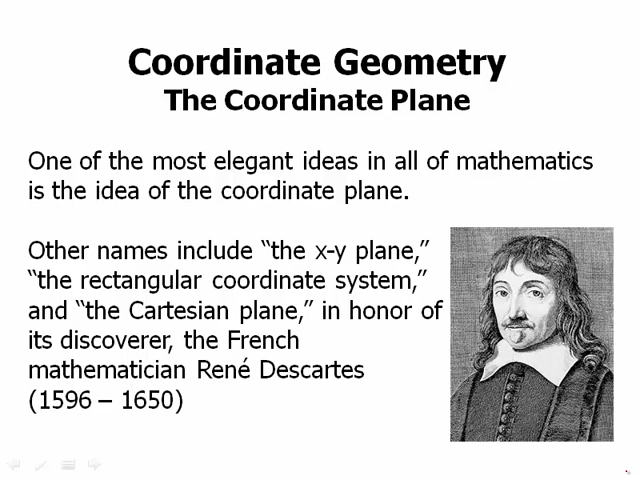 Coordinate Geometry
The Coordinate Plane
One of the most elegant ideas in all of mathematics
is the idea of the coordinate plane.
Other names include “the x-y plane,”
“the rectangular coordinate system,”
and “the Cartesian plane,” in honor of
its discoverer, the French
mathematician René Descartes
(1596 – 1650)